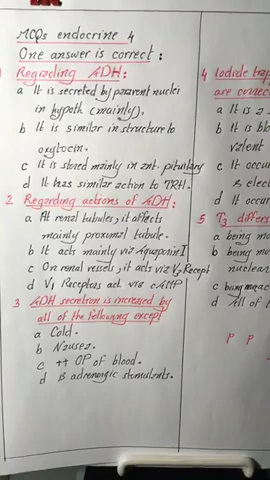 MCQs endocrine 4
One answer is correct:
Regrading ADH:
a It is secreted by paravent nuclei
in hypoth (mainly).
b It is similar in structure to
oxytocin.
c It is stored mainly in ant. pituitary
d It has similar action to TRH.
2 Regarding actions of ADH:
a At renal tubules, it affects
mainly proximal tubule.
b It acts mainly via Aquaporin I
c On renal vessels, it acts via V2 Recept
d V1 Receptors act via cAMP
3 ADH secretion is increased by
all of the following except
a Cold.
b Nausea.
c ++ OP of blood.
d B adrenergic stimulants.
4 Iodide trap
are correct
a It is a
b It is bl
valent
c It occur
& elect
d It occur
5 T3 differs
a being mo
b being mo
nuclear
c being mo
d All of t
P P